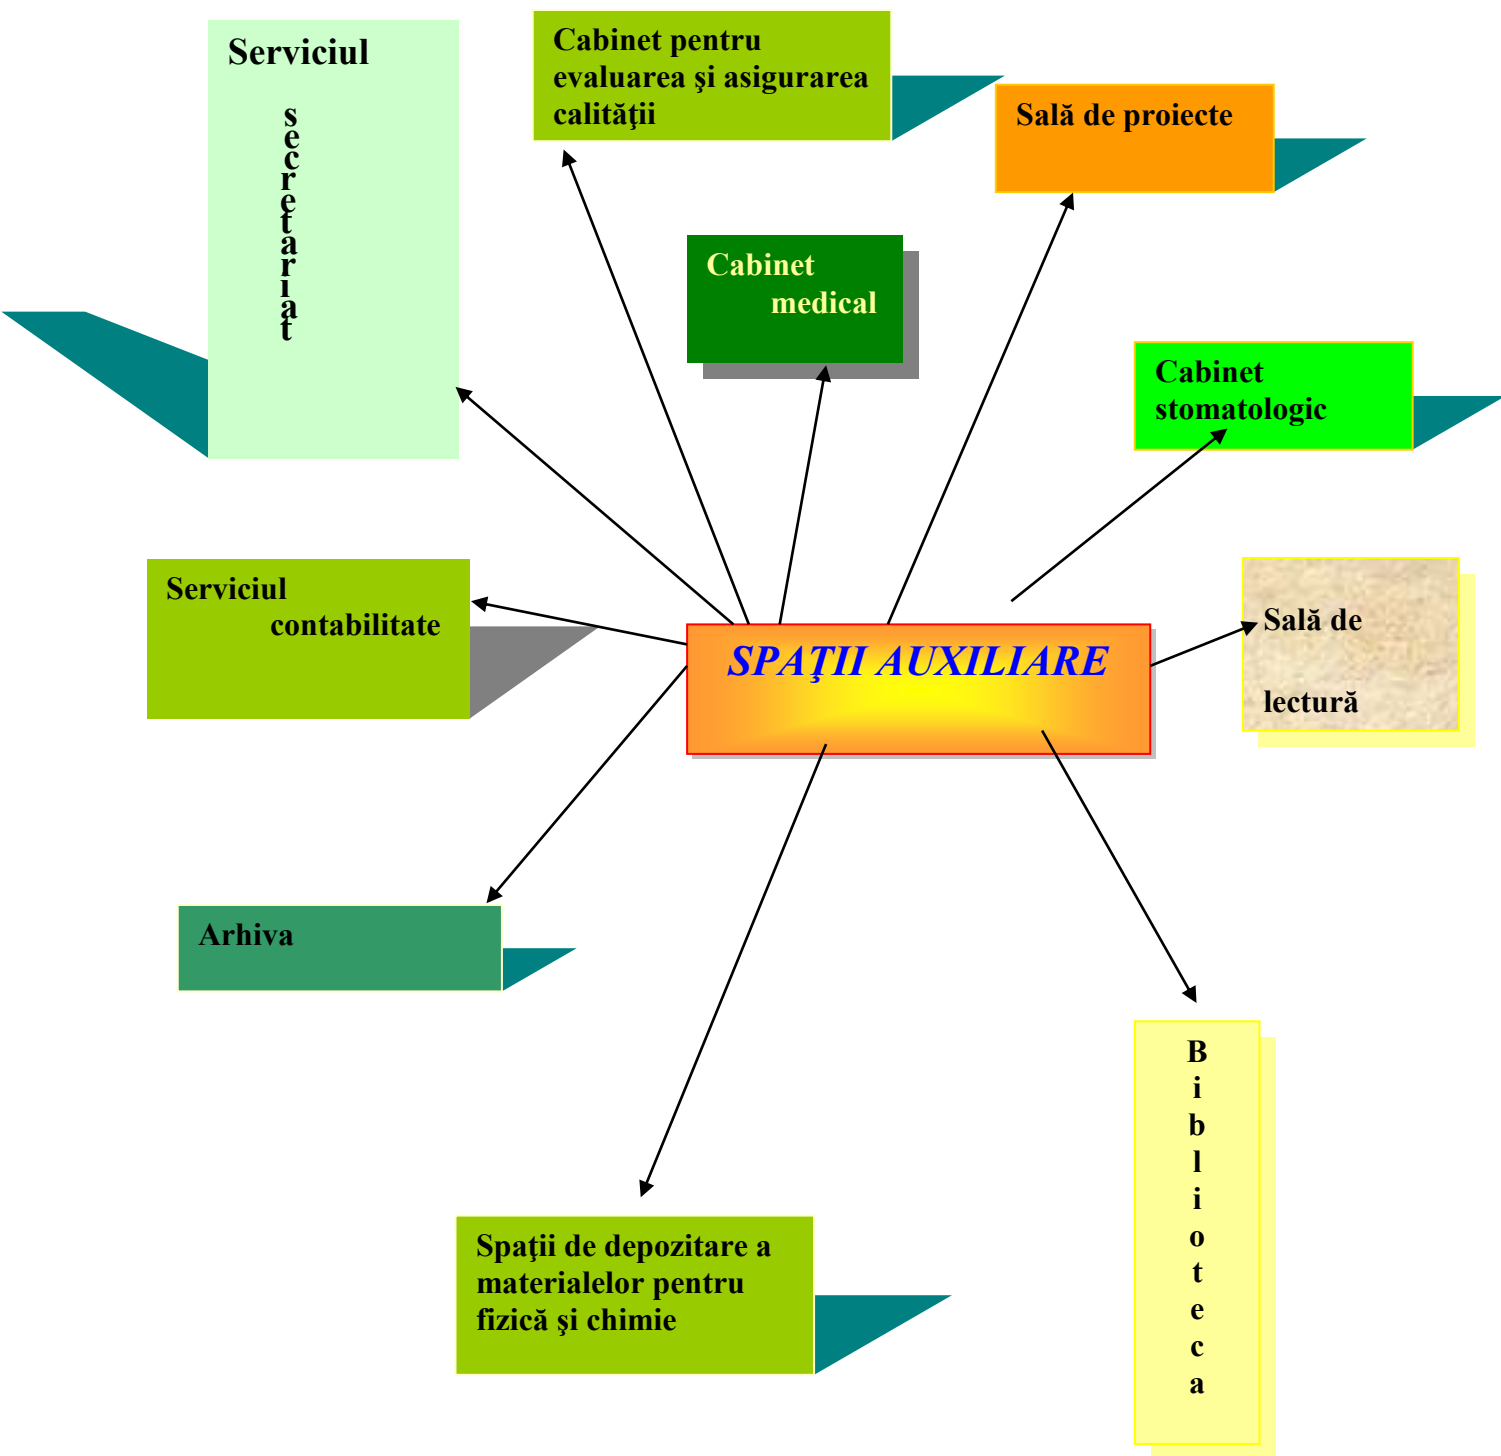 Serviciul
secretariat
Cabinet pentru
evaluarea şi asigurarea
calităţii
Sală de proiecte
Cabinet
medical
Cabinet
stomatologic
Serviciul
contabilitate
SPAŢII AUXILIARE
Sală de
lectură
Arhiva
Spaţii de depozitare a
materialelor pentru
fizică şi chimie
Biblioteca